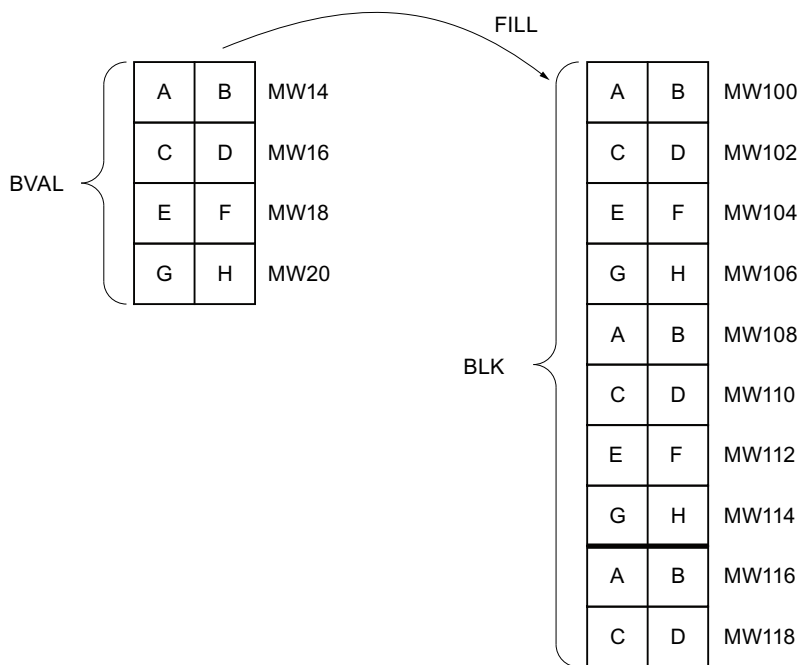 FILL
A B MW14
C D MW16
BVAL
E F MW18
G H MW20
A B MW100
C D MW102
E F MW104
G H MW106
A B MW108
BLK
C D MW110
E F MW112
G H MW114
A B MW116
C D MW118